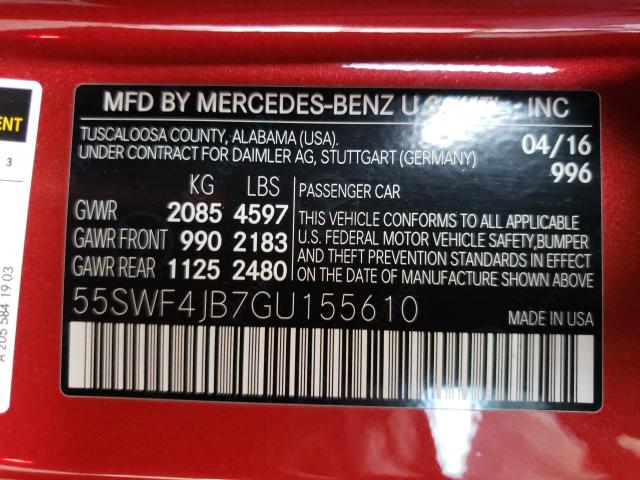 MFD BY MERCEDES-BENZ U.S. INC
TUSCALOOSA COUNTY, ALABAMA (USA).
UNDER CONTRACT FOR DAIMLER AG, STUTTGART (GERMANY)
04/16
996
KG LBS
GVWR 2085 4597
GAWR FRONT 990 2183
GAWR REAR 1125 2480
PASSENGER CAR
THIS VEHICLE CONFORMS TO ALL APPLICABLE
U.S. FEDERAL MOTOR VEHICLE SAFETY,BUMPER
AND THEFT PREVENTION STANDARDS IN EFFECT
ON THE DATE OF MANUFACTURE SHOWN ABOVE.
55SWF4JB7GU155610
MADE IN USA
3
A 205 584 19 03